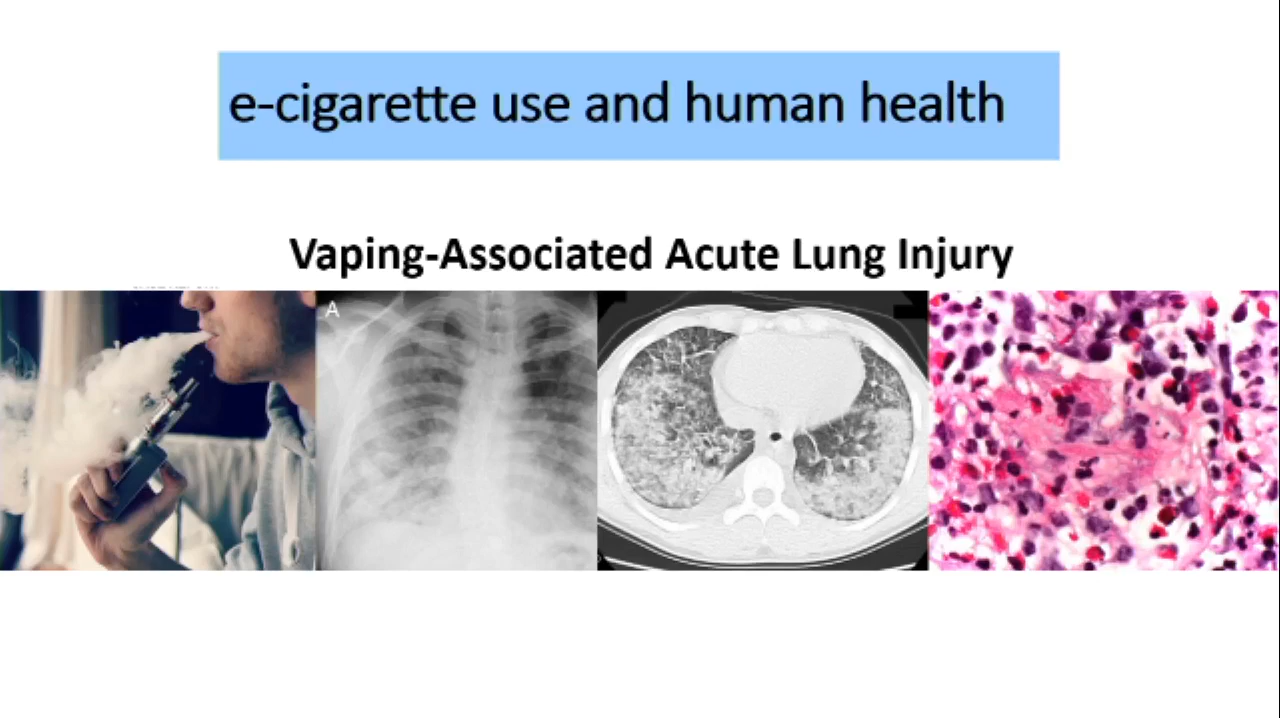 e-cigarette use and human health
Vaping-Associated Acute Lung Injury
A